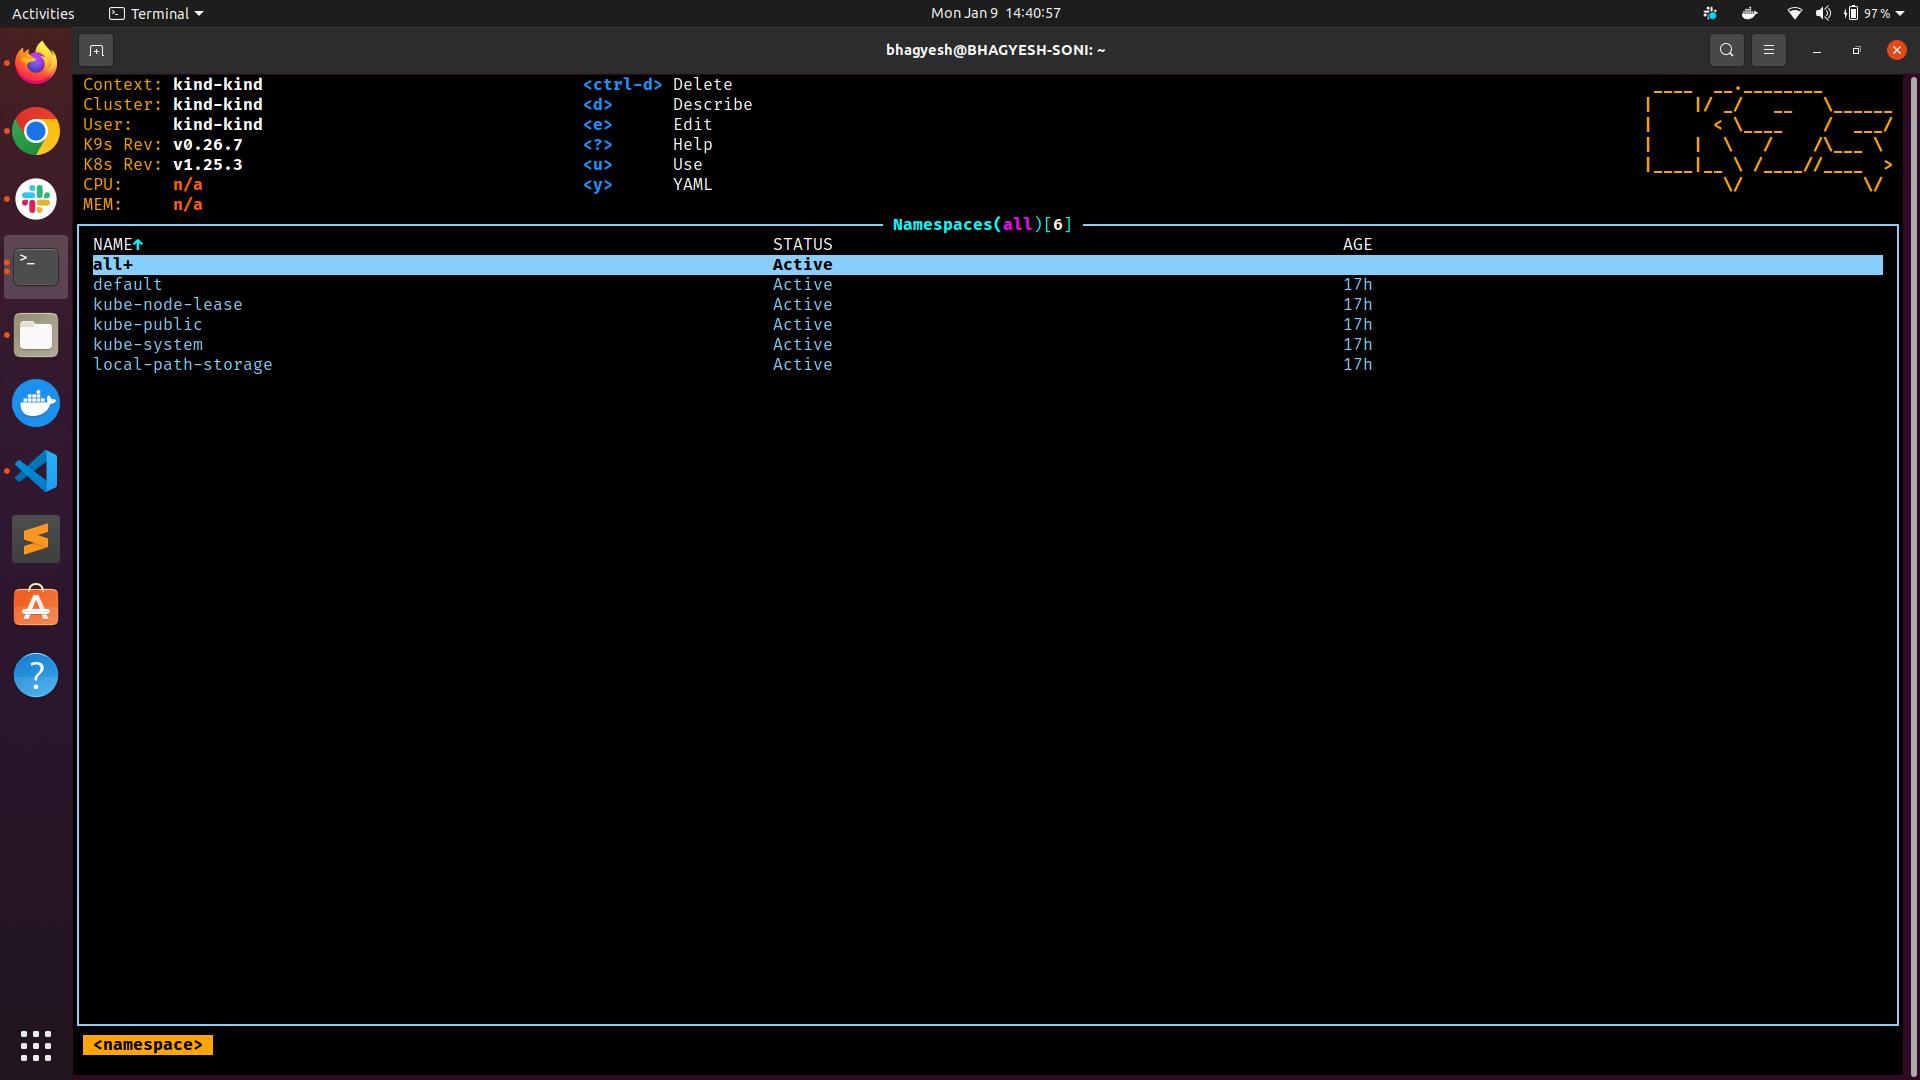 Activities Terminal Mon Jan 9 14:40:57 97 %
bhagyesh@BHAGYESH-SONI: ~
Context: kind-kind <ctrl-d> Delete
Cluster: kind-kind <d> Describe
User: kind-kind <e> Edit
K9s Rev: v0.26.7 <?> Help
K8s Rev: v1.25.3 <u> Use
CPU: n/a <y> YAML
MEM: n/a
Namespaces(all)[6]
NAME↑ STATUS AGE
all+ Active
default Active 17h
kube-node-lease Active 17h
kube-public Active 17h
kube-system Active 17h
local-path-storage Active 17h
<namespace>